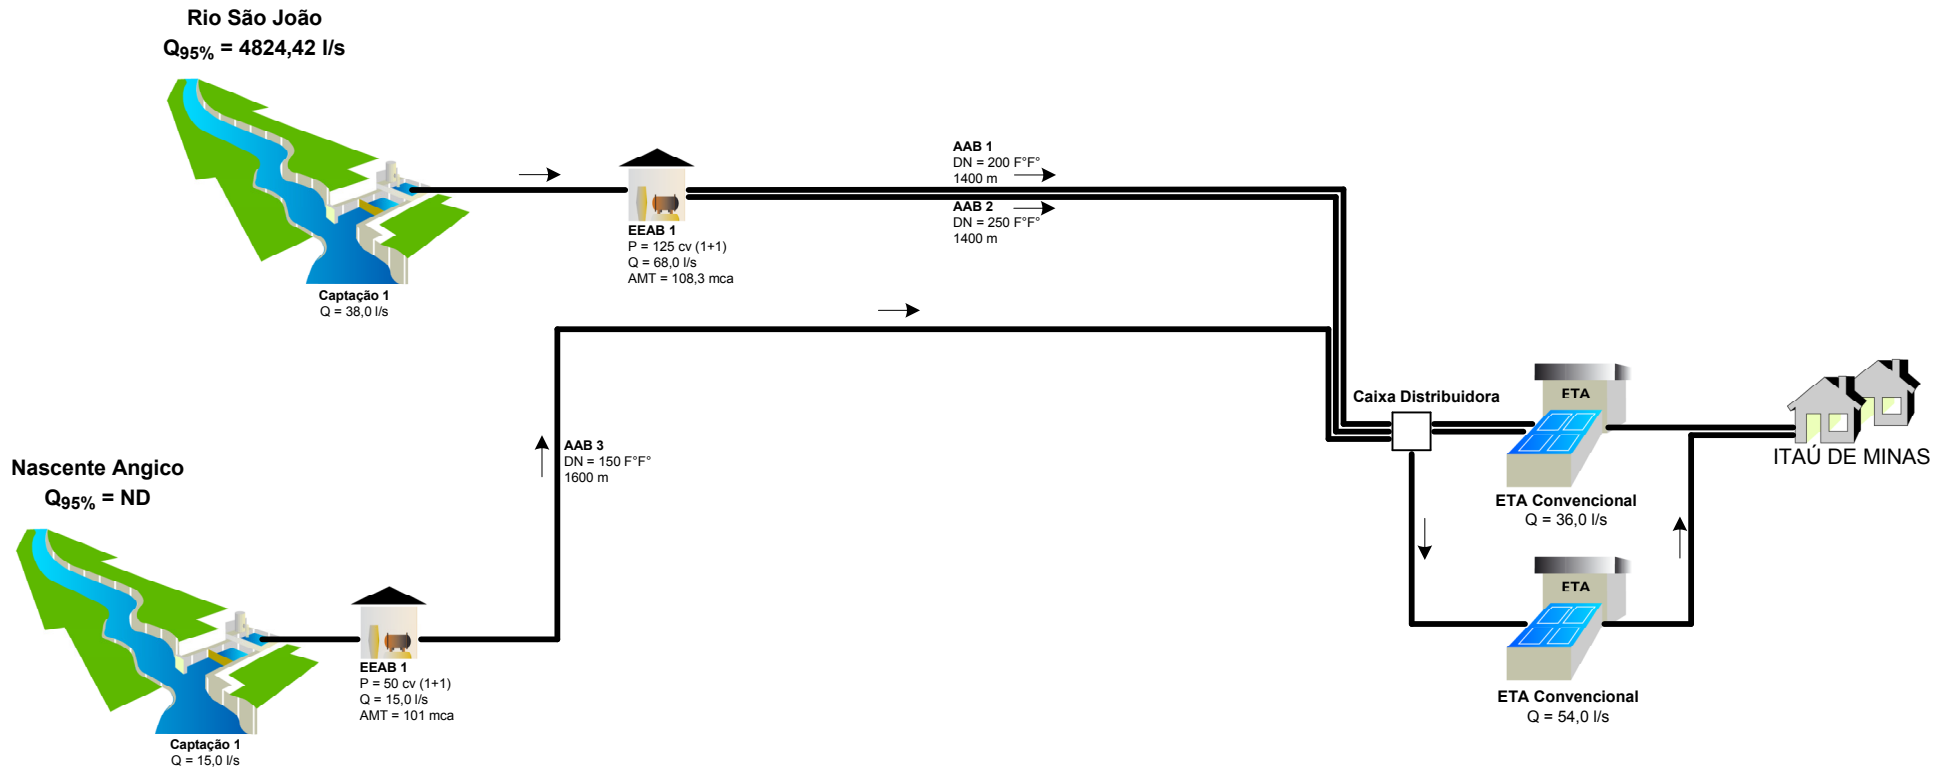 Rio São João
Q95% = 4824,42 l/s
Captação 1
Q = 38,0 l/s
EEAB 1
P = 125 cv (1+1)
Q = 68,0 l/s
AMT = 108,3 mca
AAB 1
DN = 200 F°F°
1400 m
AAB 2
DN = 250 F°F°
1400 m
Nascente Angico
Q95% = ND
Captação 1
Q = 15,0 l/s
EEAB 1
P = 50 cv (1+1)
Q = 15,0 l/s
AMT = 101 mca
AAB 3
DN = 150 F°F°
1600 m
Caixa Distribuidora
ETA
ETA Convencional
Q = 36,0 l/s
ETA
ETA Convencional
Q = 54,0 l/s
ITAÚ DE MINAS